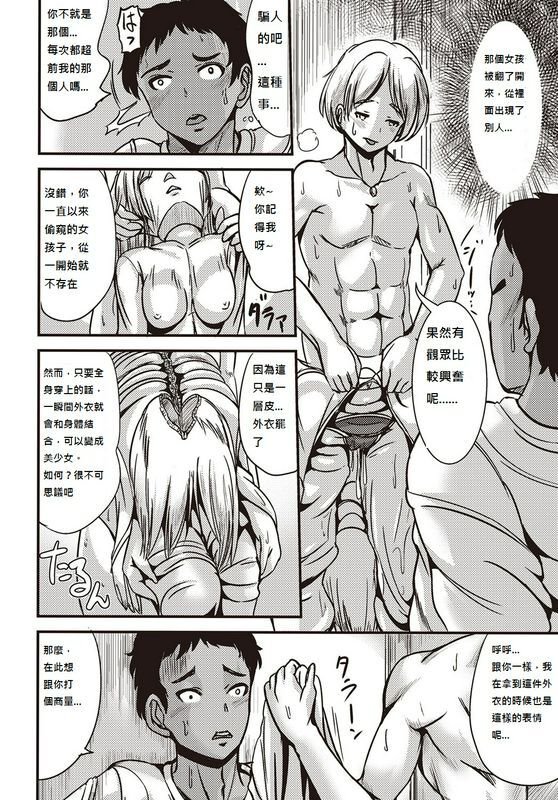 那個女孩
被翻了開
來，從裡
面出現了
別人...
果然有
觀眾比
較興奮
呢......
騙人
的吧
...
...這種
事...
你不就是
那個...
每次都超
前我的那
個人嗎...
はっ
欸~
你記
得我
呀~
沒錯，你
一直以來
偷窺的女
孩子，從
一開始就
不存在
ダラァ
因為這
只是一
層皮...
外衣罷
了
然而，只要全
身穿上的話，
一瞬間外衣就
會和身體結
合，可以變成
美少女。
如何？很不可
思議吧
たるん
呼呼...
跟你一樣，我
在拿到這件外
衣的時候也是
這樣的表情
呢...
ダラー
那麼，
在此想
跟你打
個商量...